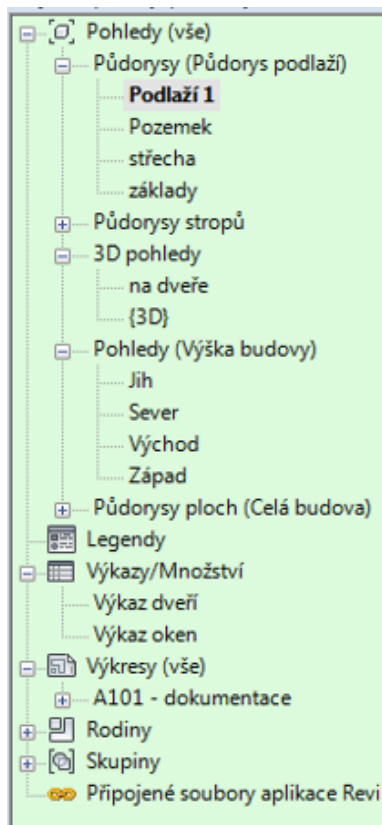 Pohledy (vše)
Půdorysy (Půdorys podlaží)
Podlaží 1
Pozemek
střecha
základy
Půdorysy stropů
3D pohledy
na dveře
{3D}
Pohledy (Výška budovy)
Jih
Sever
Východ
Západ
Půdorysy ploch (Celá budova)
Legendy
Výkazy/Množství
Výkaz dveří
Výkaz oken
Výkresy (vše)
A101 - dokumentace
Rodiny
Skupiny
Připojené soubory aplikace Revi